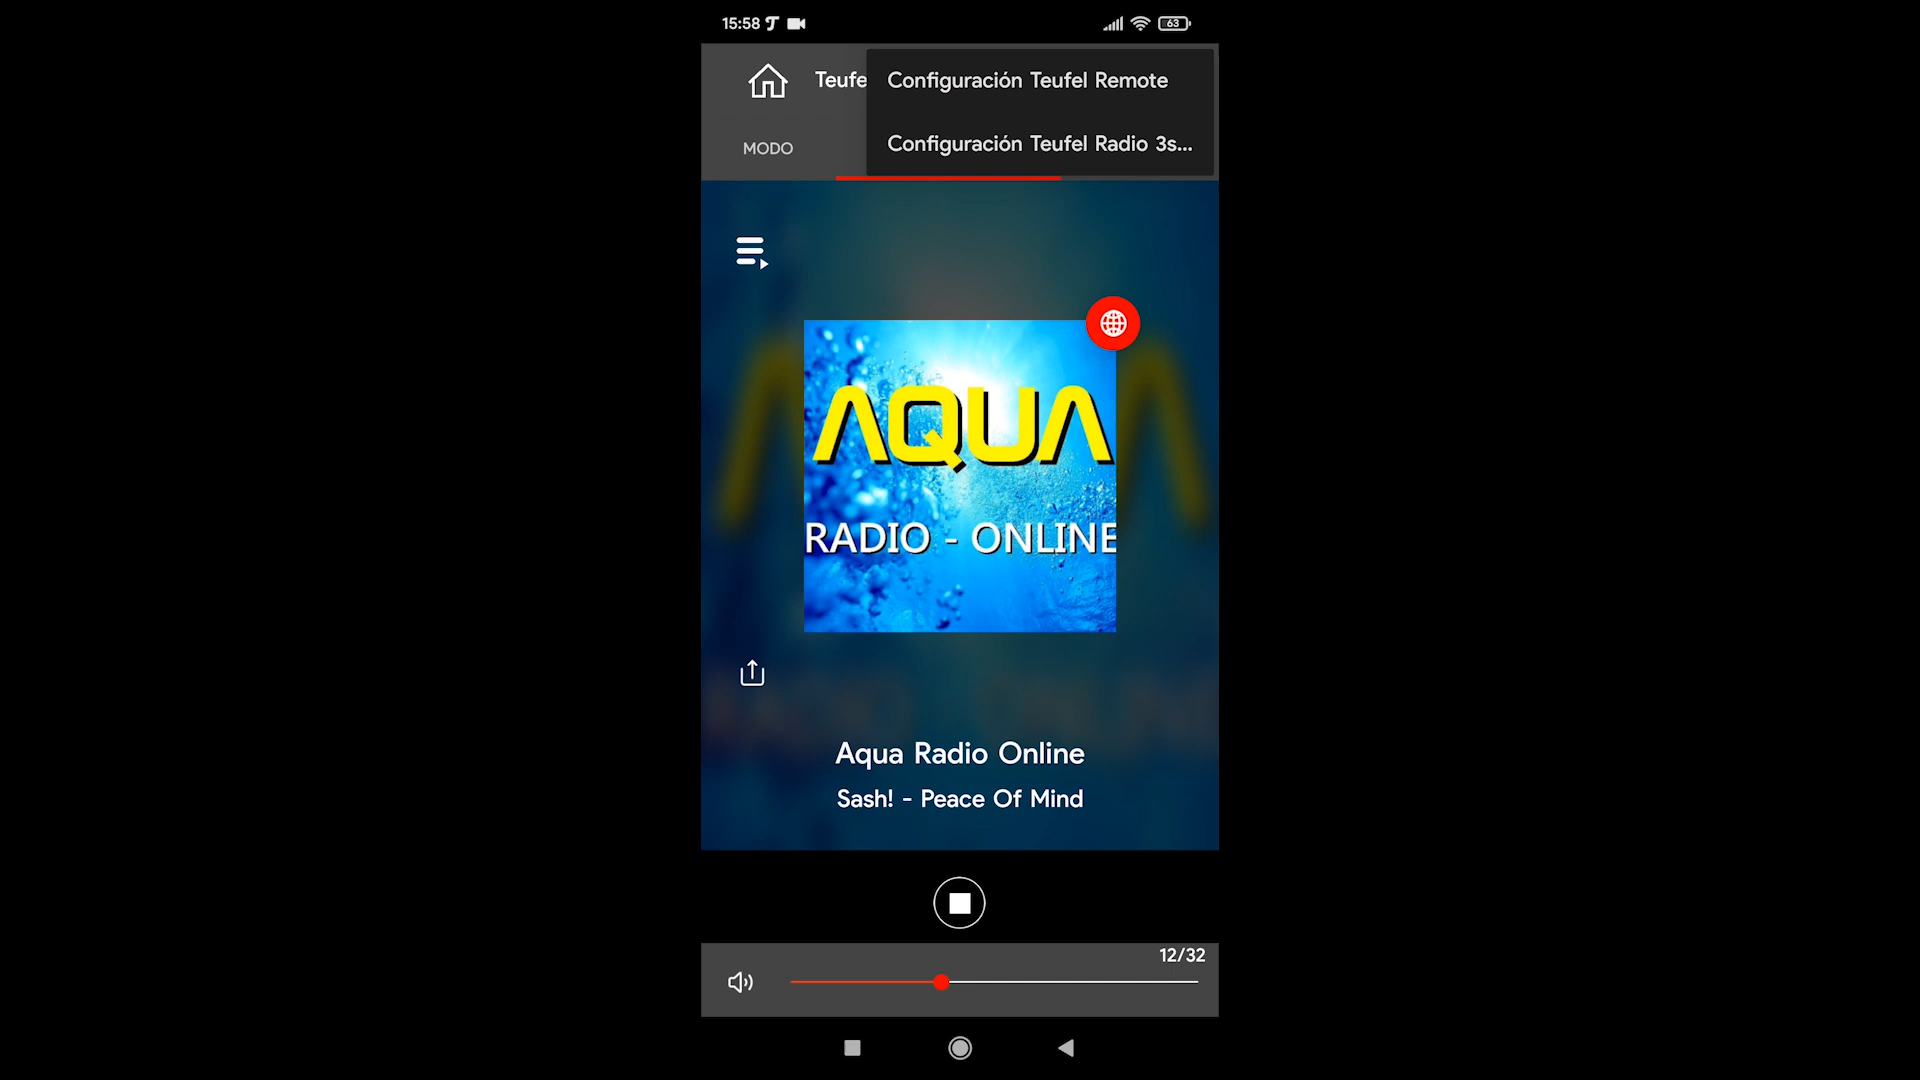 15:58
63
Teufe
Configuración Teufel Remote
MODO
Configuración Teufel Radio 3s...
AQUA
RADIO - ONLINE
Aqua Radio Online
Sash! - Peace Of Mind
12/32